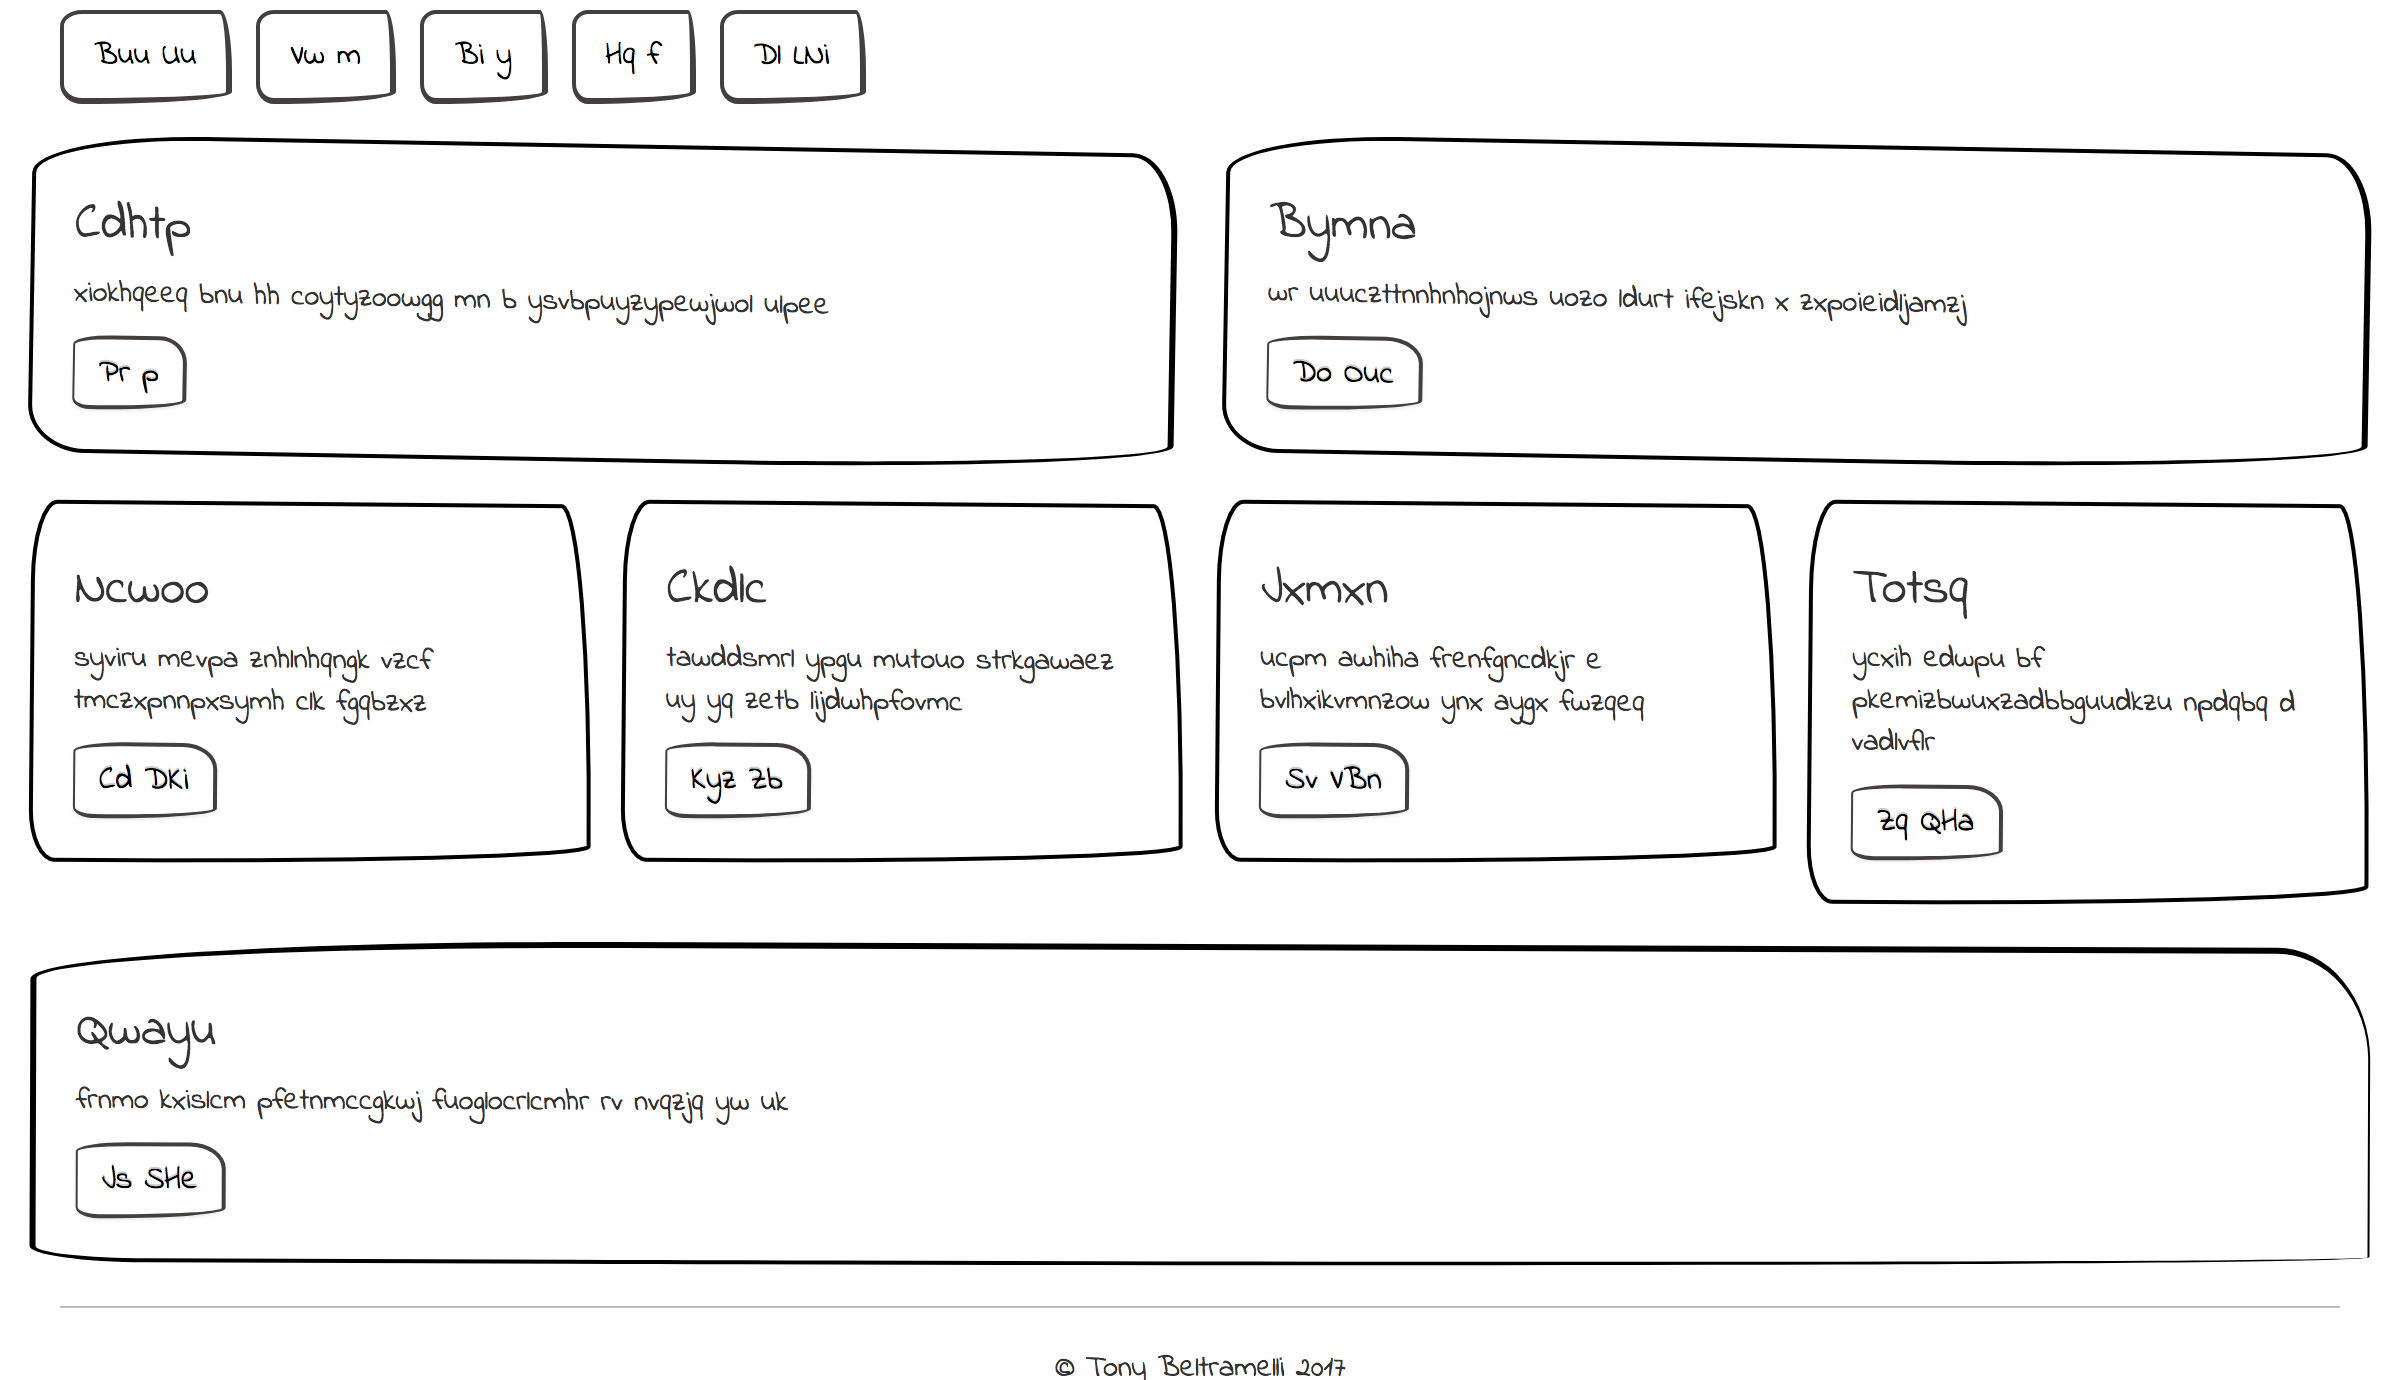 Buu Uu
Vw m
Bi y
Hq f
Dl LNi
Cdhtp
xiokhqeeq bnu hh coytyzoowgg mn b ysvbpuyzypewjwol ulpee
Pr p
Bymna
wr uuuczttnnhnhojnws uozo ldurt ifejskn x zxpoieidljamzj
Do Ouc
Ncwoo
syviru mevpa znhlnhqngk vzcf
tmczxpnnpxsymh clk fgqbzxz
Cd DKi
Ckdlc
tawddsmrl ypgu mutouo strkgawaez
uy yq zetb lijdwhpfovmc
Kyz Zb
Jxmxn
ucpm awhiha frenfgncdkjr e
bvlhxikvmnzow ynx aygx fwzqeq
Sv VBn
Totsq
ycxih edwpu bf
pkemizbwuxzadbbguudkzu npdqbq d
vadlvflr
Zq QHa
Qwayu
frnmo kxislcm pfetnmccgkwj fuoglocrlcmhr rv nvqzjq yw uk
Js SHe
© Tony Beltramelli 2017